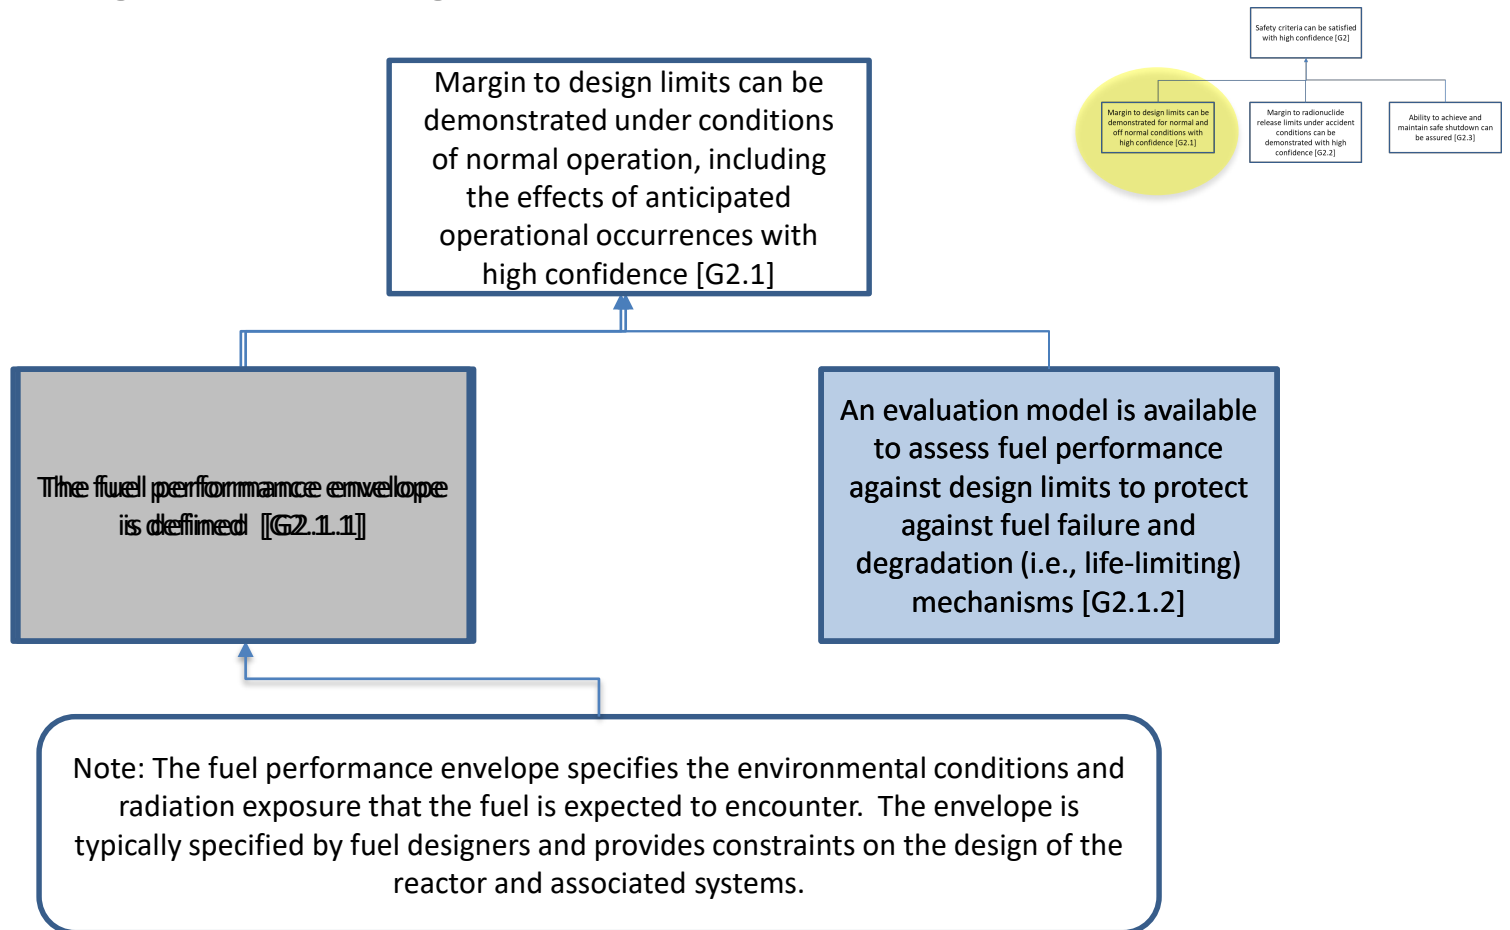 Safety criteria can be satisfied
with high confidence [G2]
Margin to design limits can be
demonstrated for normal and
off normal conditions with
high confidence [G2.1]
Margin to radionuclide
release limits under accident
conditions can be
demonstrated with high
confidence [G2.2]
Ability to achieve and
maintain safe shutdown can
be assured [G2.3]
Margin to design limits can be
demonstrated under conditions
of normal operation, including
the effects of anticipated
operational occurrences with
high confidence [G2.1]
The fuel performance envelope
is defined [G2.1.1]
An evaluation model is available
to assess fuel performance
against design limits to protect
against fuel failure and
degradation (i.e., life-limiting)
mechanisms [G2.1.2]
Note: The fuel performance envelope specifies the environmental conditions and
radiation exposure that the fuel is expected to encounter. The envelope is
typically specified by fuel designers and provides constraints on the design of the
reactor and associated systems.